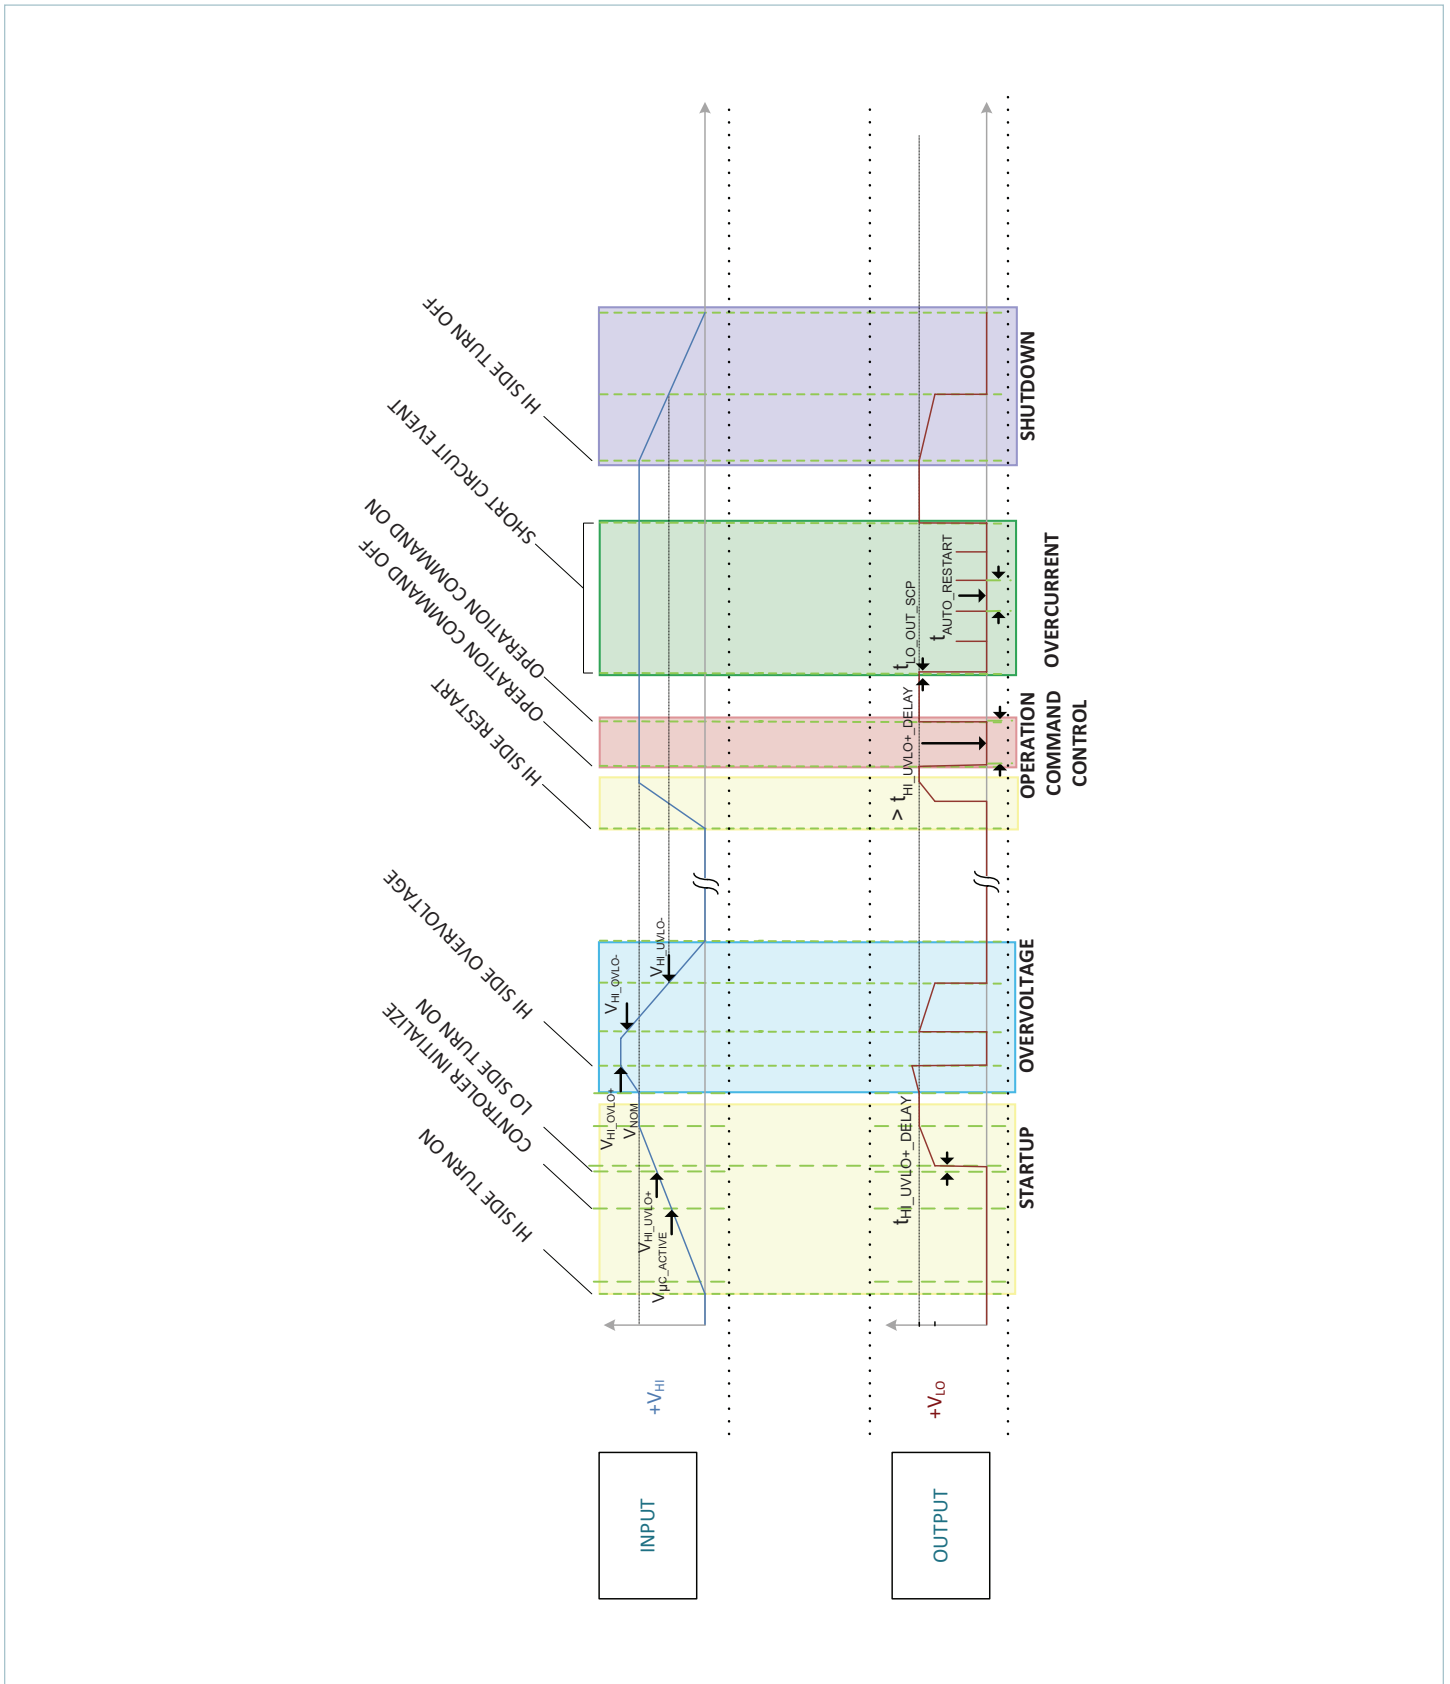 HI SIDE TURN ON
CONTROLLER INITIALIZE
LO SIDE TURN ON
HI SIDE OVERVOLTAGE
HI SIDE RESTART
OPERATION COMMAND OFF
OPERATION COMMAND ON
SHORT CIRCUIT EVENT
HI SIDE TURN OFF
INPUT
+VHI
VµC_ACTIVE
VHI_UVLO+
VHI_OVLO+
VNOM
VHI_OVLO-
VHI_UVLO-
OUTPUT
+VLO
tHI_UVLO+_DELAY
> tHI_UVLO+_DELAY
tLO_OUT_SCP
tAUTO_RESTART
STARTUP
OVERVOLTAGE
OPERATION
COMMAND
CONTROL
OVERCURRENT
SHUTDOWN